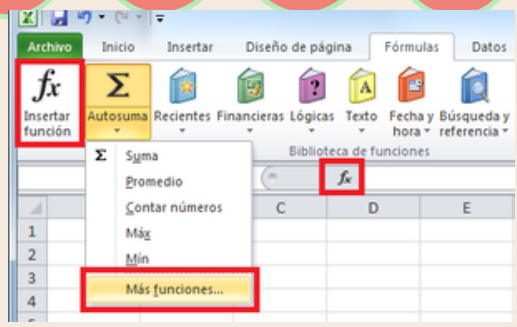 Archivo Inicio Insertar Diseño de página Fórmulas Datos
fx Σ ? A
Insertar función Autosuma Recientes Financieras Lógicas Texto Fecha y hora Búsqueda y referencia
Biblioteca de funciones
Σ Suma
Promedio
fx
Contar números
C D E
Máx
1
Mín
2
3
Más funciones...
4